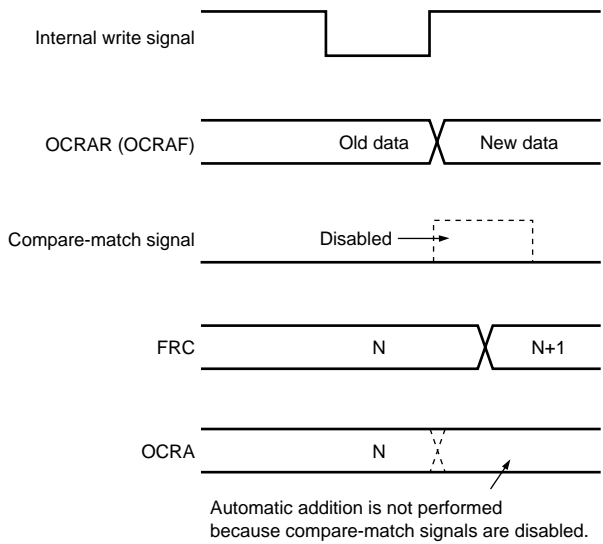 Internal write signal
OCRAR (OCRAF)
Old data
New data
Compare-match signal
Disabled
FRC
N
N+1
OCRA
N
Automatic addition is not performed
because compare-match signals are disabled.